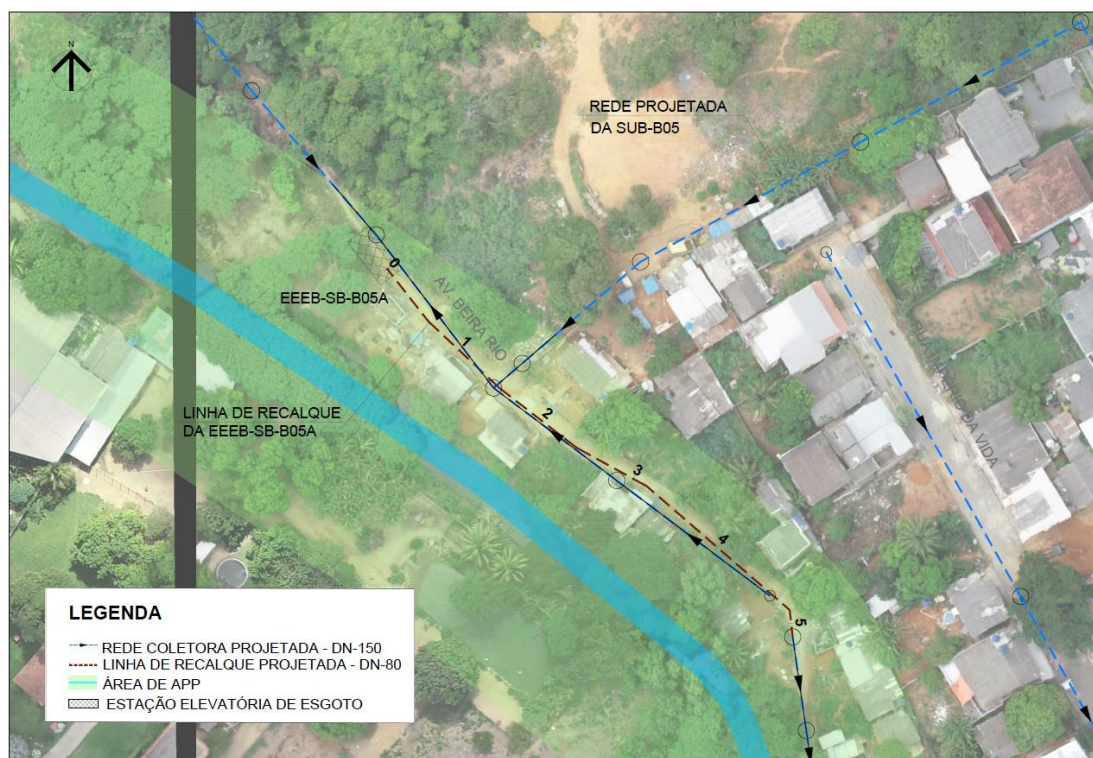 N
REDE PROJETADA
DA SUB-B05
0
EEEB-SB-B05A
AV. BEIRA RIO
1
LINHA DE RECALQUE
DA EEEB-SB-B05A
2
3
4
5
DA VIDA
LEGENDA
REDE COLETORA PROJETADA - DN-150
LINHA DE RECALQUE PROJETADA - DN-80
ÁREA DE APP
ESTAÇÃO ELEVATÓRIA DE ESGOTO